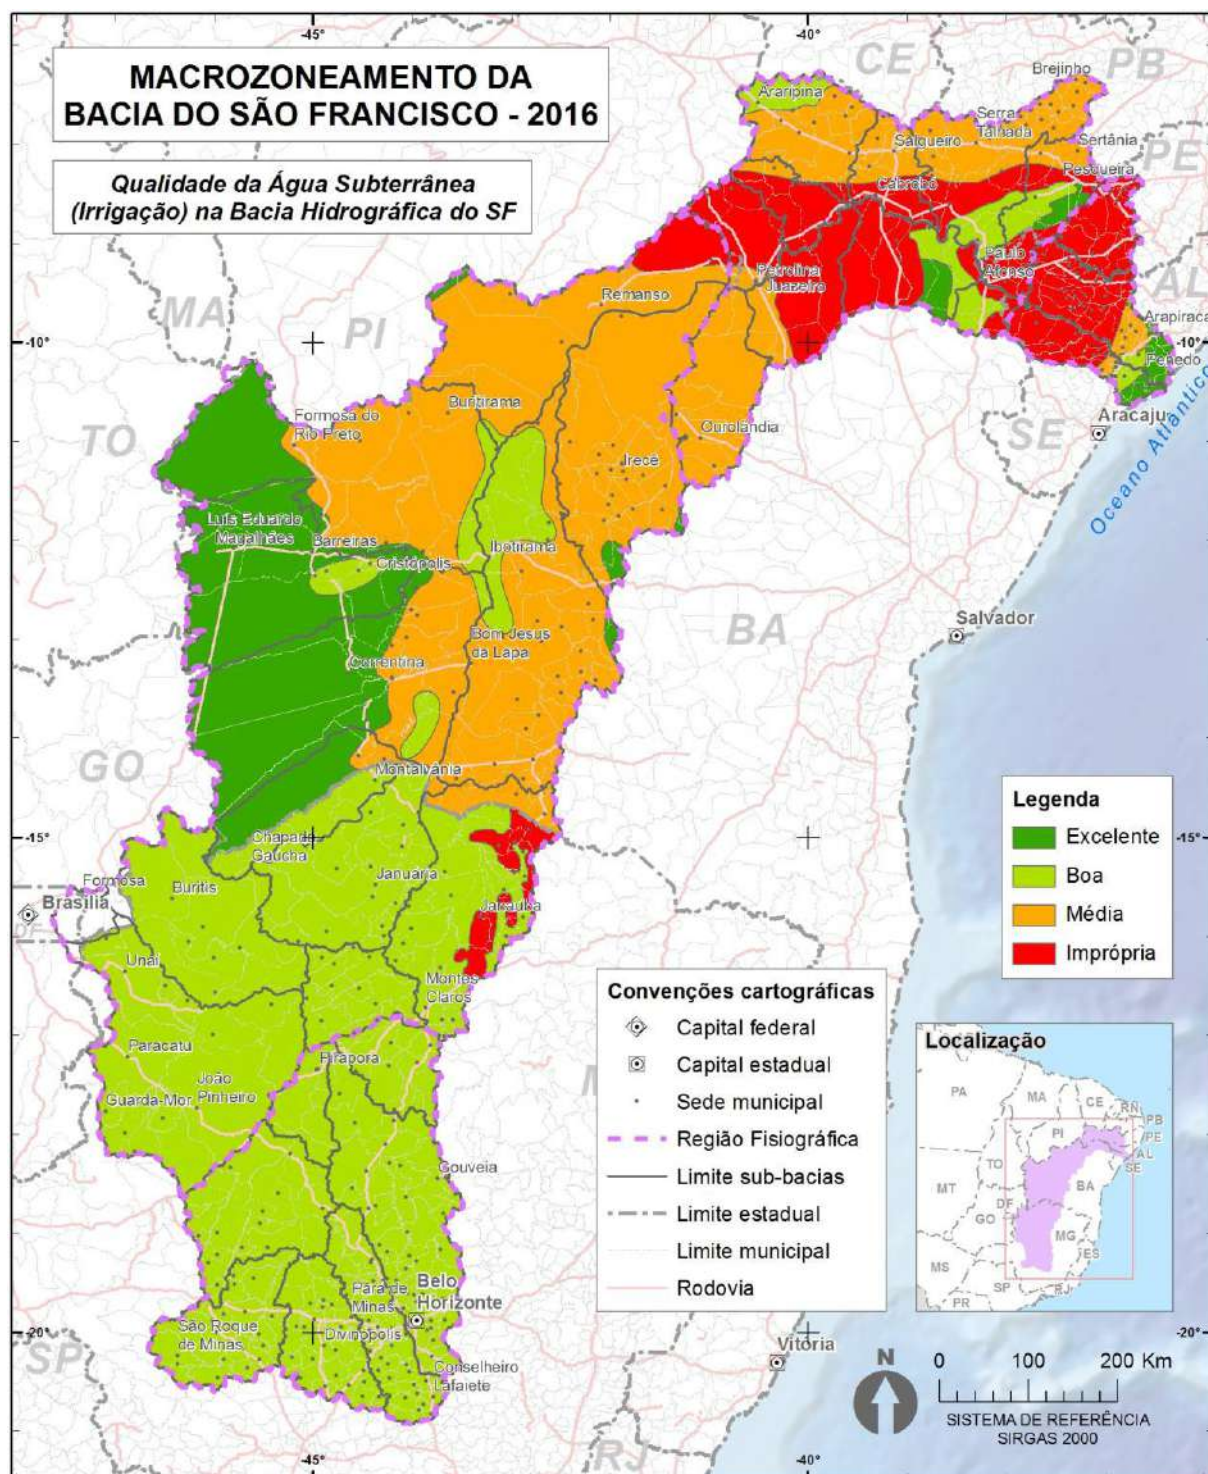 -45°
-40°
MACROZONEAMENTO DA
BACIA DO SÃO FRANCISCO - 2016
Qualidade da Água Subterrânea
(Irrigação) na Bacia Hidrográfica do SF
CE
PB
Brejinho
Araripina
Serra
Talhada
Salgueiro
Sertânia
PE
Pesqueira
Cabrobó
Paulo
Afonso
Petrolina
Juazeiro
AL
Remanso
MA
PI
Arapiraca
-10°
-10°
Penedo
Buritirama
Formosa do
Rio Preto
Aracaju
TO
Ourolândia
SE
Irecê
Oceano Atlântico
Luís Eduardo
Magalhães
Barreiras
Ibotirama
Cristópolis
BA
Salvador
Bom Jesus
da Lapa
Correntina
GO
Montalvânia
Legenda
Excelente
Boa
Média
Imprópria
-15°
-15°
Chapada
Gaúcha
Januária
Formosa
Buritis
Brasília
DF
Janaúba
Unaí
Montes
Claros
Convenções cartográficas
Capital federal
Capital estadual
Sede municipal
Região Fisiográfica
Limite sub-bacias
Limite estadual
Limite municipal
Rodovia
Localização
PA
MA
CE
RN
PB
PI
PE
AL
TO
SE
BA
MT
DF
GO
MG
ES
MS
SP
RJ
PR
Paracatu
Pirapora
João
Pinheiro
Guarda-Mor
Gouveia
Belo
Horizonte
Pará de
Minas
São Roque
de Minas
Divinópolis
-20°
-20°
Vitória
SP
Conselheiro
Lafaiete
N
0 100 200 Km
SISTEMA DE REFERÊNCIA
SIRGAS 2000
RJ
-45°
-40°